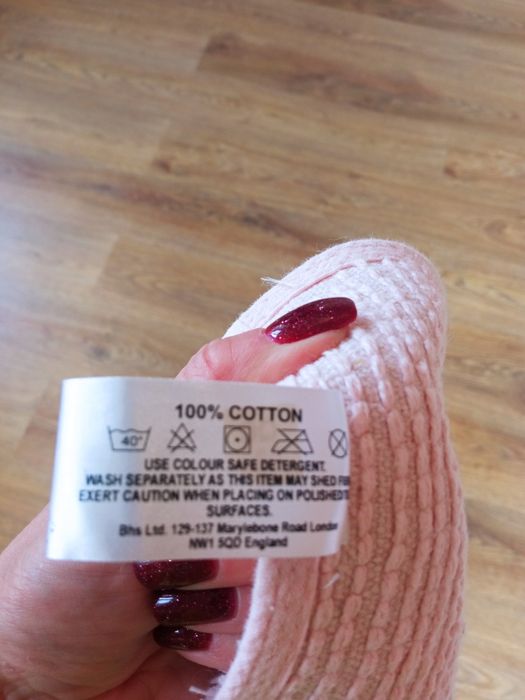 100% COTTON
40°
USE COLOUR SAFE DETERGENT.
WASH SEPARATELY AS THIS ITEM MAY SHED
EXERT CAUTION WHEN PLACING ON POLISHED
SURFACES.
Bhs Ltd. 129-137 Marylebone Road London
NW1 5QD England